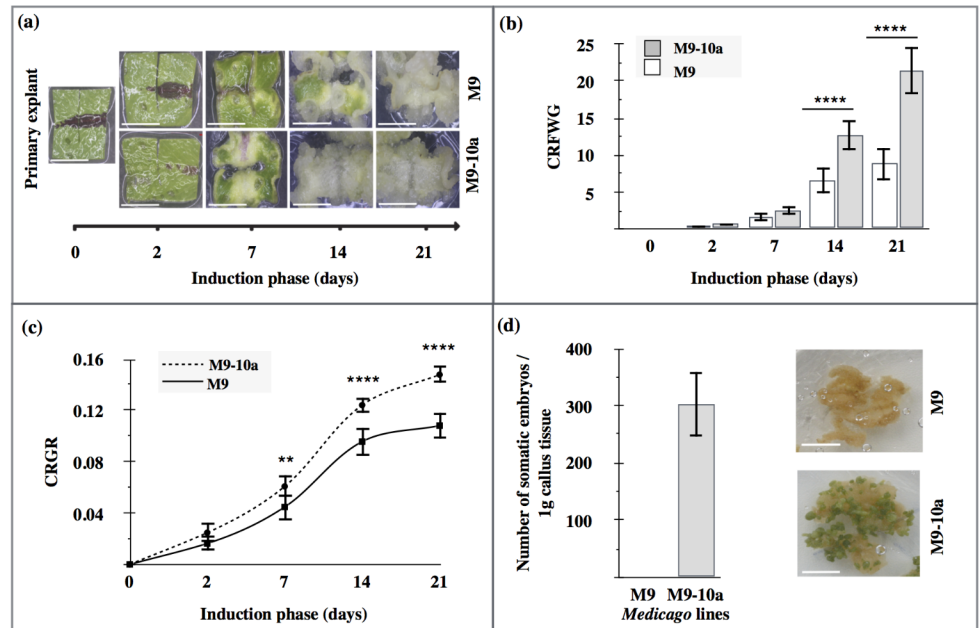 (a)
Primary explant
M9
M9-10a
0 2 7 14 21
Induction phase (days)
(b)
**** 
****
M9-10a
M9
CRFWG
25
20
15
10
5
0 2 7 14 21
Induction phase (days)
(c)
M9-10a
M9
CRGR
0.16
0.12
0.08
0.04
**
****
****
0 2 7 14 21
Induction phase (days)
(d)
Number of somatic embryos /
1g callus tissue
400
300
200
100
M9 M9-10a
Medicago lines
M9
M9-10a